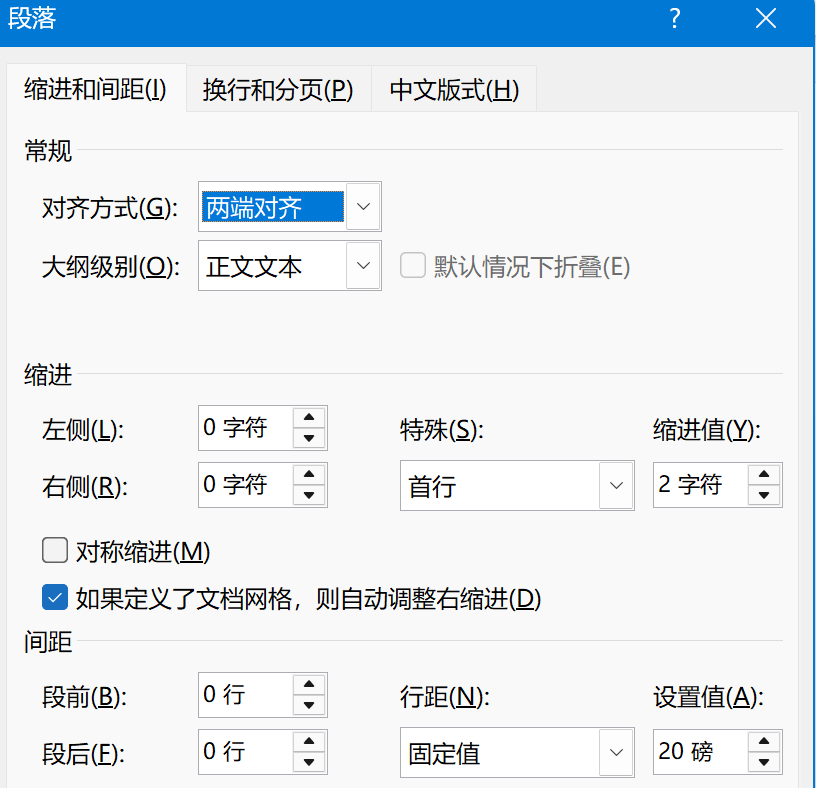 段落 ?
缩进和间距(I) 换行和分页(P) 中文版式(H)
常规
对齐方式(G): 两端对齐
大纲级别(O): 正文文本 默认情况下折叠(E)
缩进
左侧(L): 0 字符 特殊(S): 缩进值(Y):
右侧(R): 0 字符 首行 2 字符
对称缩进(M)
如果定义了文档网格，则自动调整右缩进(D)
间距
段前(B): 0 行 行距(N): 设置值(A):
段后(F): 0 行 固定值 20 磅